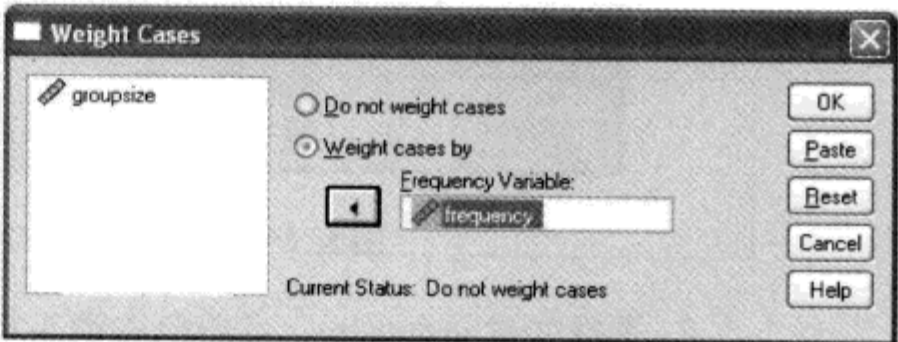 Weight Cases
groupsize
Do not weight cases
Weight cases by
Frequency Variable:
frequency
Current Status: Do not weight cases
OK
Paste
Reset
Cancel
Help